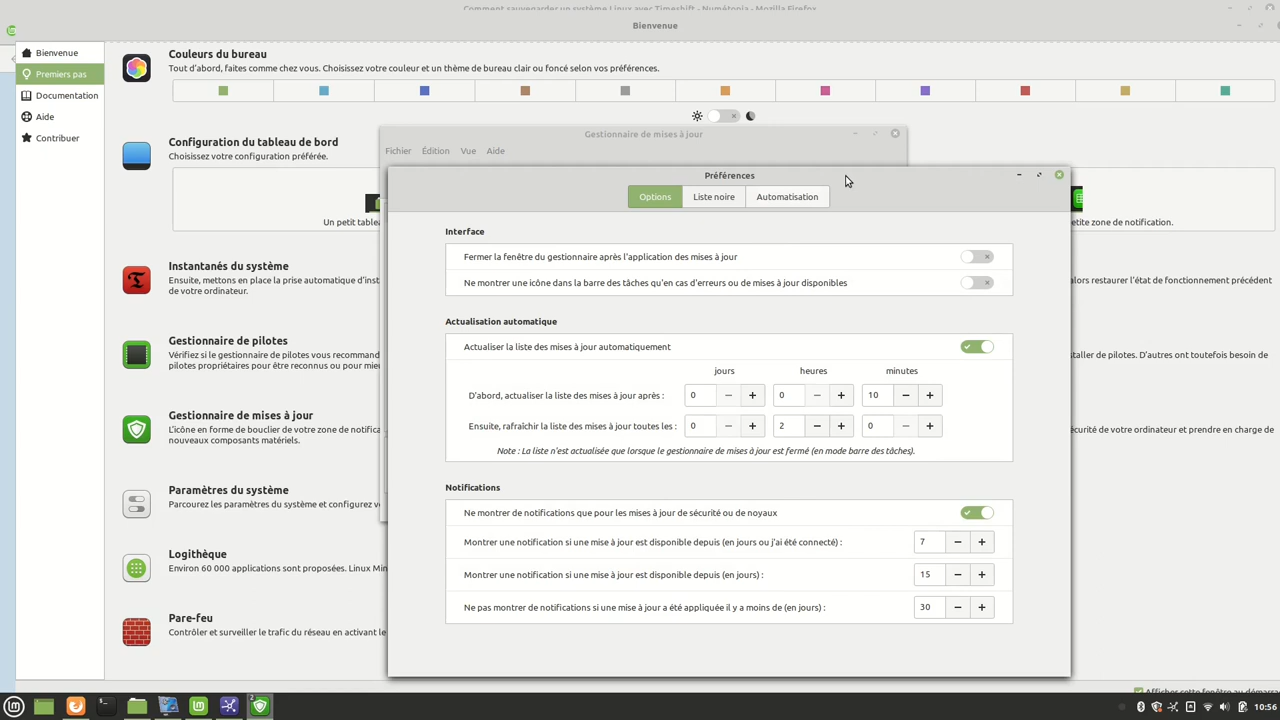 Comment sauvegarder un système Linux avec Timeshift - Numétopia - Mozilla Firefox
Bienvenue
Bienvenue
Premiers pas
Documentation
Aide
Contribuer
Couleurs du bureau
Tout d'abord, faites comme chez vous. Choisissez votre couleur et un thème de bureau clair ou foncé selon vos préférences.
Configuration du tableau de bord
Choisissez votre configuration préférée.
Un petit table
etite zone de notification.
Instantanés du système
Ensuite, mettons en place la prise automatique d'inst
alors restaurer l'état de fonctionnement précédent
de votre ordinateur.
Gestionnaire de pilotes
Vérifiez si le gestionnaire de pilotes vous recommand
staller de pilotes. D'autres ont toutefois besoin de
pilotes propriétaires pour être reconnus ou pour mieu
Gestionnaire de mises à jour
L'icône en forme de bouclier de votre zone de notifica
sécurité de votre ordinateur et prendre en charge de
nouveaux composants matériels.
Paramètres du système
Parcourez les paramètres du système et configurez v
Logithèque
Environ 60 000 applications sont proposées. Linux Min
Pare-feu
Contrôler et surveiller le trafic du réseau en activant le
Gestionnaire de mises à jour
Fichier Édition Vue Aide
Préférences
Options Liste noire Automatisation
Interface
Fermer la fenêtre du gestionnaire après l'application des mises à jour
Ne montrer une icône dans la barre des tâches qu'en cas d'erreurs ou de mises à jour disponibles
Actualisation automatique
Actualiser la liste des mises à jour automatiquement
jours heures minutes
D'abord, actualiser la liste des mises à jour après : 0 − + 0 − + 10 − +
Ensuite, rafraîchir la liste des mises à jour toutes les : 0 − + 2 − + 0 − +
Note : La liste n'est actualisée que lorsque le gestionnaire de mises à jour est fermé (en mode barre des tâches).
Notifications
Ne montrer de notifications que pour les mises à jour de sécurité ou de noyaux
Montrer une notification si une mise à jour est disponible depuis (en jours ou j'ai été connecté) : 7 − +
Montrer une notification si une mise à jour est disponible depuis (en jours) : 15 − +
Ne pas montrer de notifications si une mise à jour a été appliquée il y a moins de (en jours) : 30 − +
Afficher cette fenêtre au démarra
2
10:56